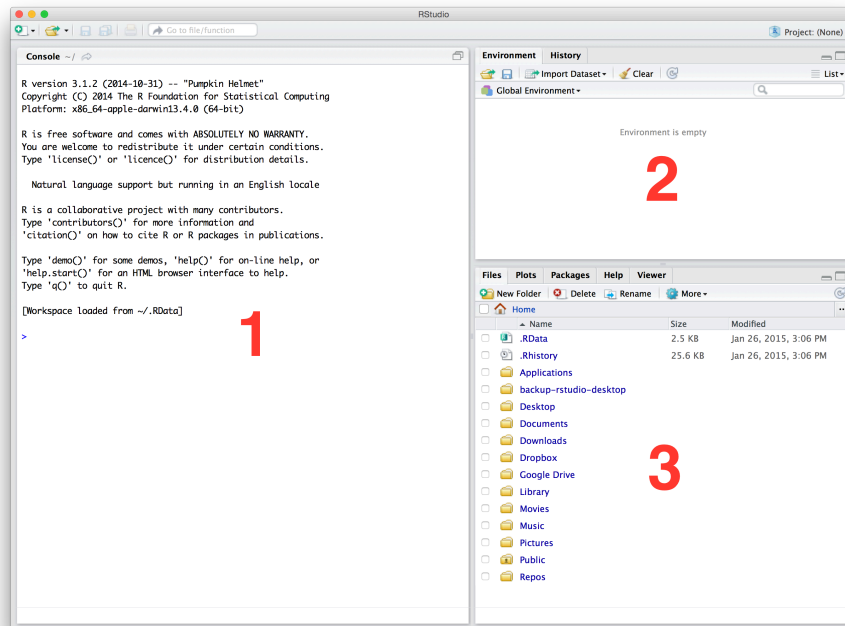 RStudio
Go to file/function
Project: (None)
Console ~/
R version 3.1.2 (2014-10-31) -- "Pumpkin Helmet"
Copyright (C) 2014 The R Foundation for Statistical Computing
Platform: x86_64-apple-darwin13.4.0 (64-bit)
R is free software and comes with ABSOLUTELY NO WARRANTY.
You are welcome to redistribute it under certain conditions.
Type 'license()' or 'licence()' for distribution details.
Natural language support but running in an English locale
R is a collaborative project with many contributors.
Type 'contributors()' for more information and
'citation()' on how to cite R or R packages in publications.
Type 'demo()' for some demos, 'help()' for on-line help, or
'help.start()' for an HTML browser interface to help.
Type 'q()' to quit R.
[Workspace loaded from ~/.RData]
>
1
Environment History
Import Dataset Clear List
Global Environment
Environment is empty
2
Files Plots Packages Help Viewer
New Folder Delete Rename More
Home
Name Size Modified
.RData 2.5 KB Jan 26, 2015, 3:06 PM
.Rhistory 25.6 KB Jan 26, 2015, 3:06 PM
Applications
backup-rstudio-desktop
Desktop
Documents
Downloads
Dropbox
Google Drive
Library
Movies
Music
Pictures
Public
Repos
3